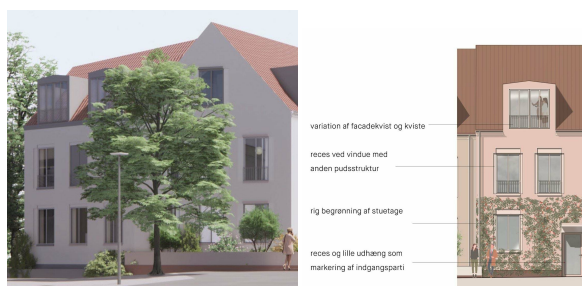 variation af facadekvist og kviste
reces ved vindue med
anden pudsstruktur
rig begrønning af stuetage
reces og lille udhæng som
markering af indgangsparti